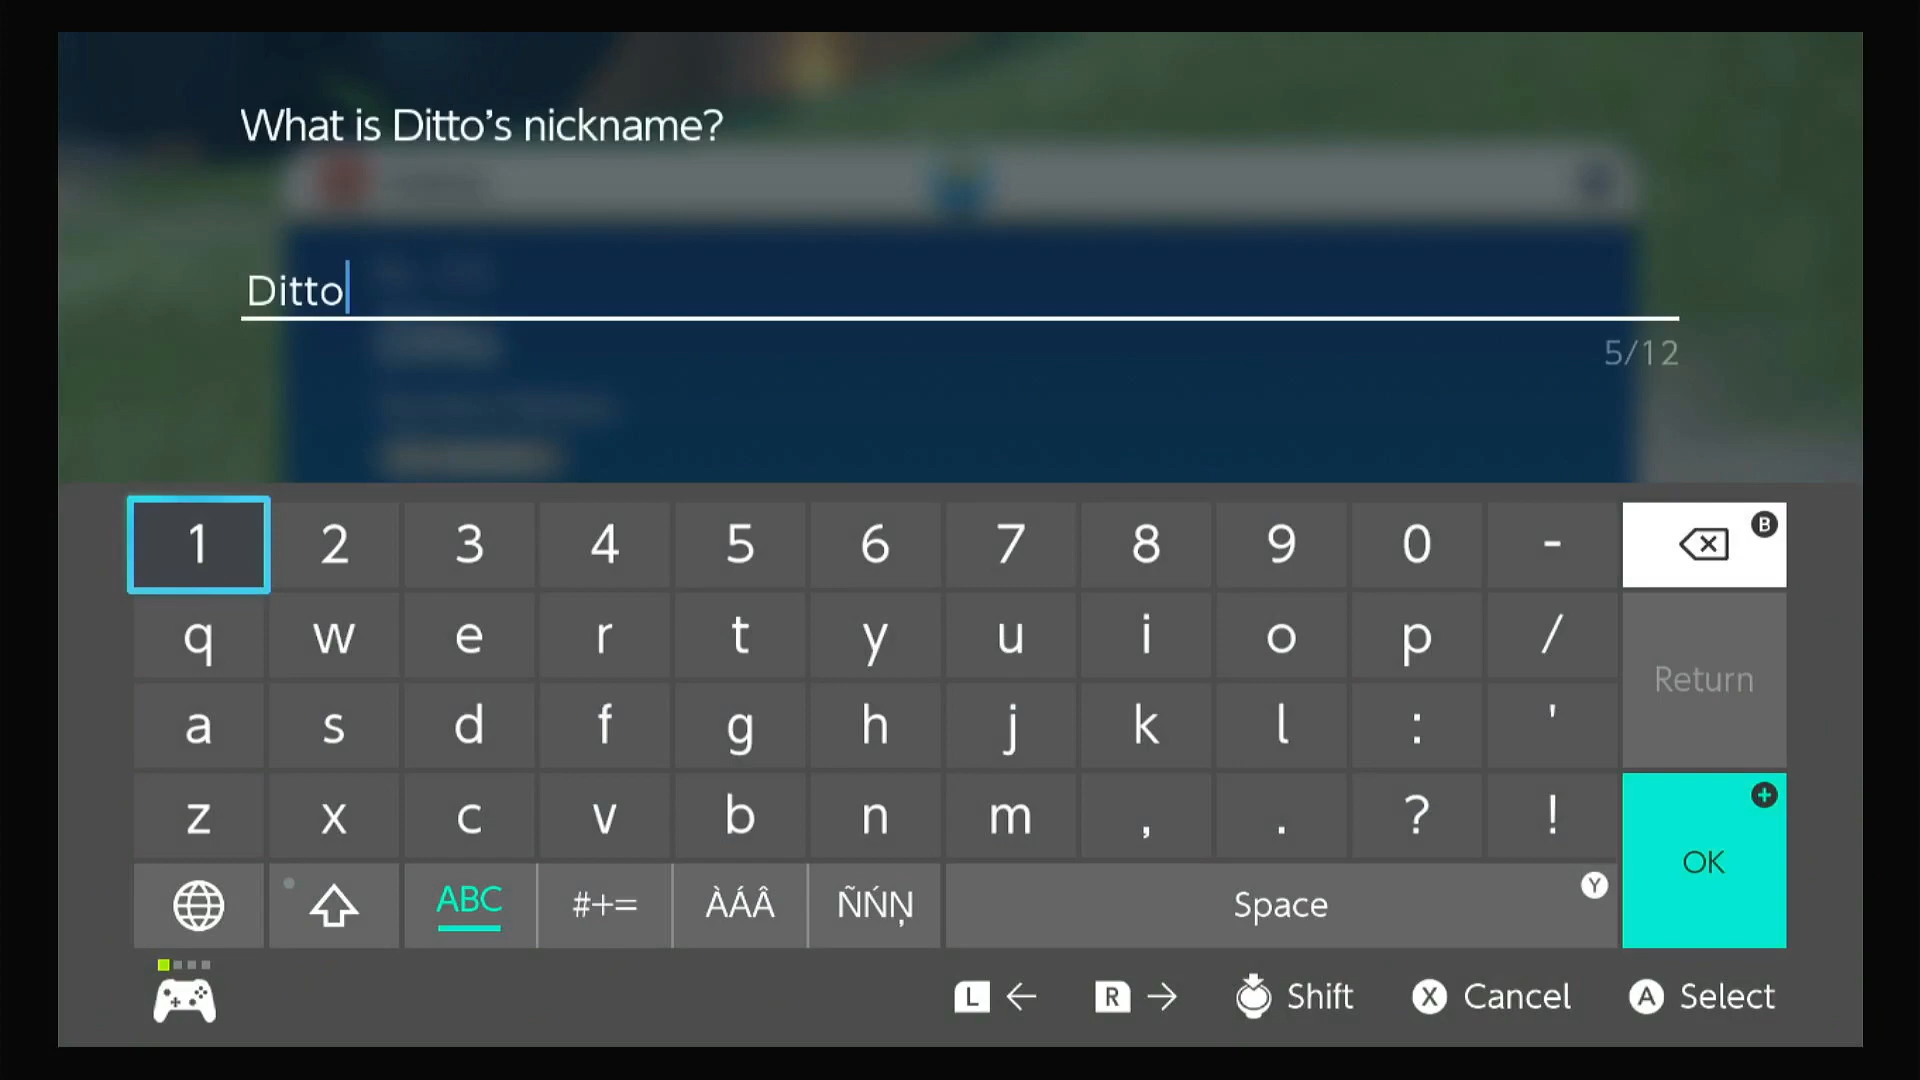 What is Ditto's nickname?
Ditto
5/12
1 2 3 4 5 6 7 8 9 0 - B
q w e r t y u i o p /
Return
a s d f g h j k l : '
z x c v b n m , . ? ! +
OK
ABC #+= ÀÁÂ ÑŃŅ Space Y
L ← R → Shift X Cancel A Select